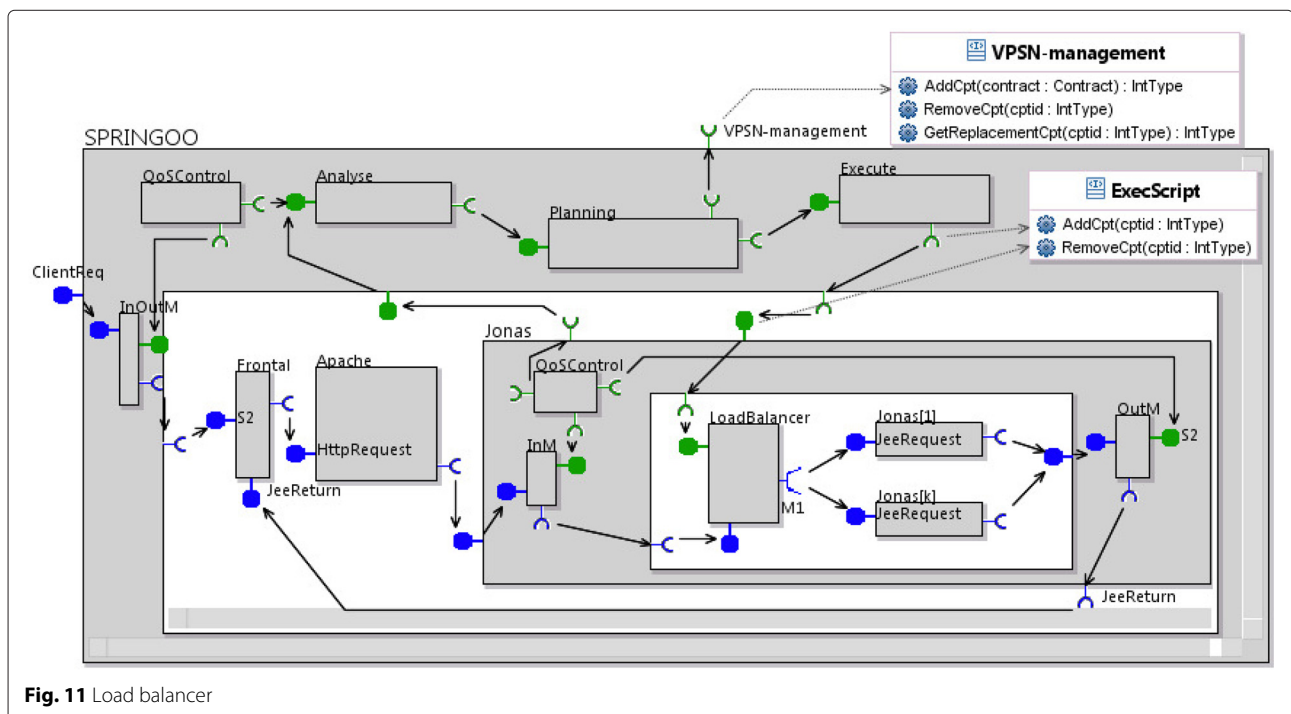 VPSN-management
AddCpt(contract : Contract) : IntType
RemoveCpt(cptid : IntType)
GetReplacementCpt(cptid : IntType) : IntType
VPSN-management
SPRINGOO
QoSControl
Analyse
Execute
Planning
ExecScript
AddCpt(cptid : IntType)
RemoveCpt(cptid : IntType)
ClientReq
InOutM
Jonas
Frontal
Apache
QoSControl
S2
HttpRequest
JeeReturn
InM
LoadBalancer
M1
Jonas[1]
JeeRequest
Jonas[k]
JeeRequest
OutM
S2
JeeReturn
Fig. 11 Load balancer